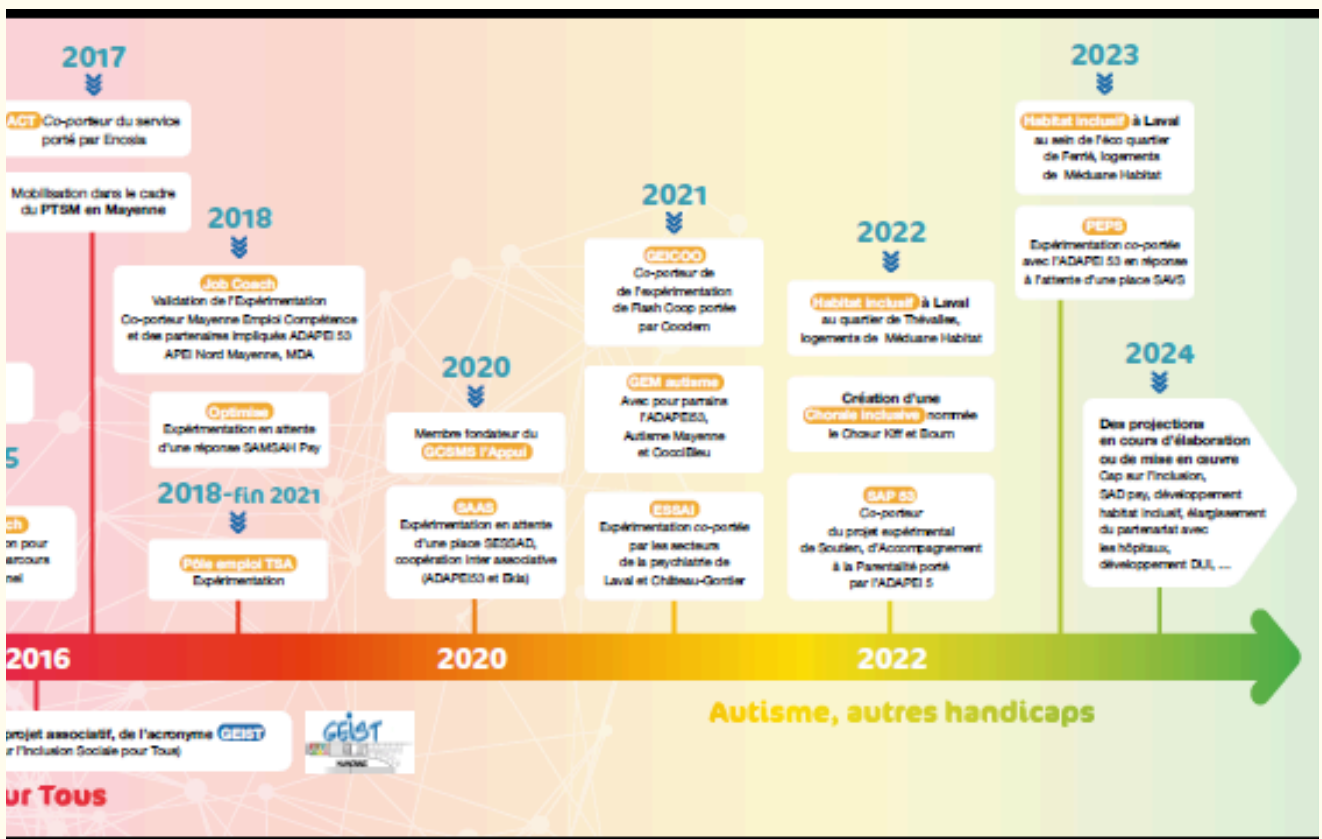 2017
ACT Co-porteur du service
porté par Enosia
Mobilisation dans le cadre
du PTSM en Mayenne
2018
Job Coach
Validation de l'Expérimentation
Co-porteur Mayenne Emploi Compétence
et des partenaires impliqués ADAPEI 53
APEI Nord Mayenne, MDA
Optimise
Expérimentation en attente
d'une réponse SAMSAH Psy
2018-fin 2021
Pôle emploi TSA
Expérimentation
5
ch
on pour
arcours
nel
2020
Membre fondateur du
GCSMS l'Appui
SAAS
Expérimentation en attente
d'une place SESSAD,
coopération inter associative
(ADAPEI53 et Ekla)
2021
GEICOO
Co-porteur de
de l'expérimentation
de Flash Coop portée
par Coodem
GEM autisme
Avec pour parrains
l'ADAPEI53,
Autisme Mayenne
et CocciBleu
ESSAI
Expérimentation co-portée
par les secteurs
de la psychiatrie de
Laval et Château-Gontier
2022
Habitat inclusif à Laval
au quartier de Thévalles,
logements de Méduane Habitat
Création d'une
Chorale inclusive nommée
le Chœur Kiff et Boum
SAP 53
Co-porteur
du projet expérimental
de Soutien, d'Accompagnement
à la Parentalité porté
par l'ADAPEI 5
2023
Habitat inclusif à Laval
au sein de l'éco quartier
de Ferrié, logements
de Méduane Habitat
PEPS
Expérimentation co-portée
avec l'ADAPEI 53 en réponse
à l'attente d'une place SAVS
2024
Des projections
en cours d'élaboration
ou de mise en œuvre
Cap sur l'inclusion,
SAD psy, développement
habitat inclusif, élargissement
du partenariat avec
les hôpitaux,
développement DUI, ....
2016
2020
2022
Autisme, autres handicaps
projet associatif, de l'acronyme GEIST
r l'Inclusion Sociale pour Tous)
GEIST
ur Tous